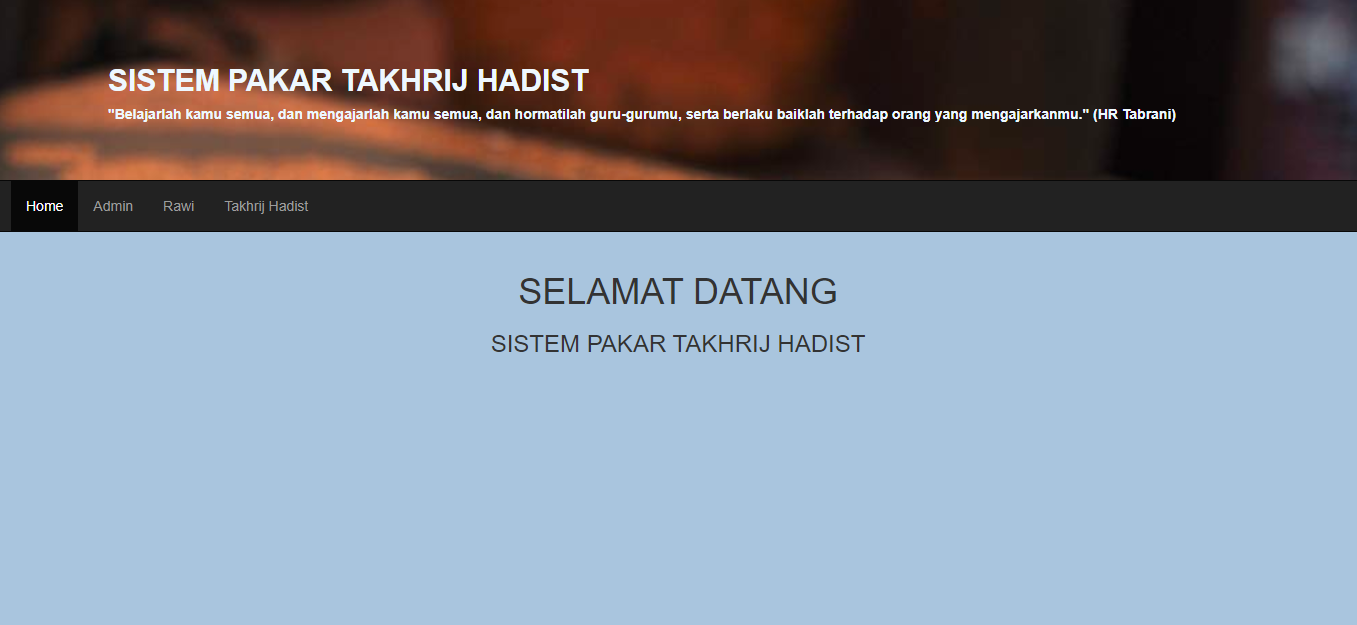 SISTEM PAKAR TAKHRIJ HADIST
"Belajarlah kamu semua, dan mengajarlah kamu semua, dan hormatilah guru-gurumu, serta berlaku baiklah terhadap orang yang mengajarkanmu." (HR Tabrani)
Home Admin Rawi Takhrij Hadist
SELAMAT DATANG
SISTEM PAKAR TAKHRIJ HADIST